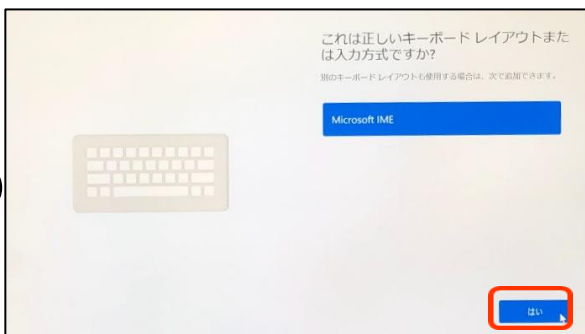 これは正しいキーボード レイアウトまた
は入力方式ですか?
別のキーボード レイアウトも使用する場合は、次で追加できます。
Microsoft IME
はい